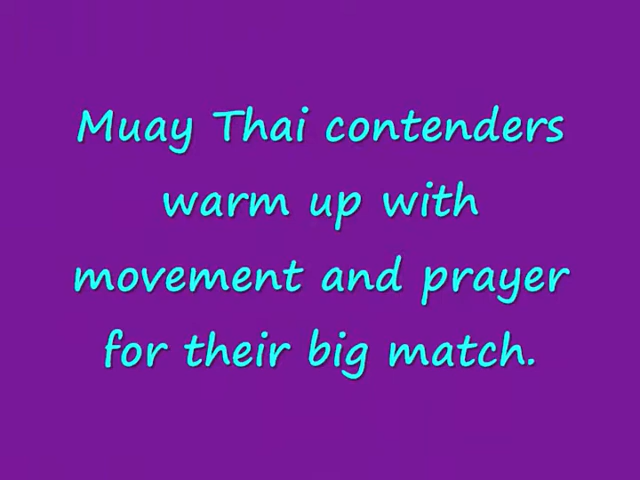 Muay Thai contenders
warm up with
movement and prayer
for their big match.